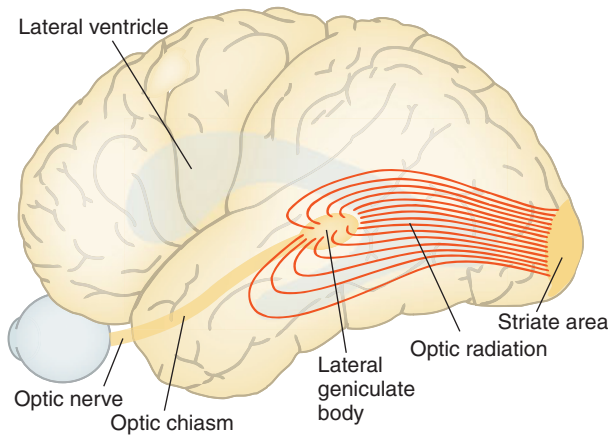 Lateral ventricle
Striate area
Optic radiation
Lateral
geniculate
body
Optic nerve
Optic chiasm